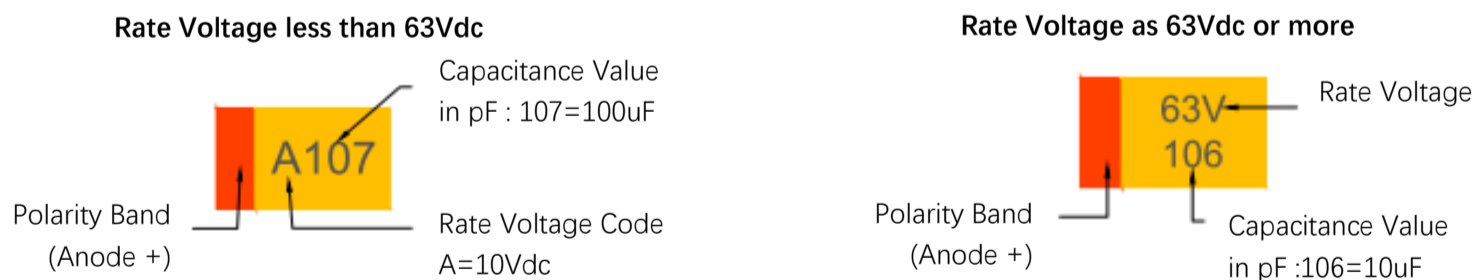 Rate Voltage less than 63Vdc
Capacitance Value
in pF : 107=100uF
A107
Polarity Band
(Anode +)
Rate Voltage Code
A=10Vdc
Rate Voltage as 63Vdc or more
63V
106
Rate Voltage
Polarity Band
(Anode +)
Capacitance Value
in pF :106=10uF